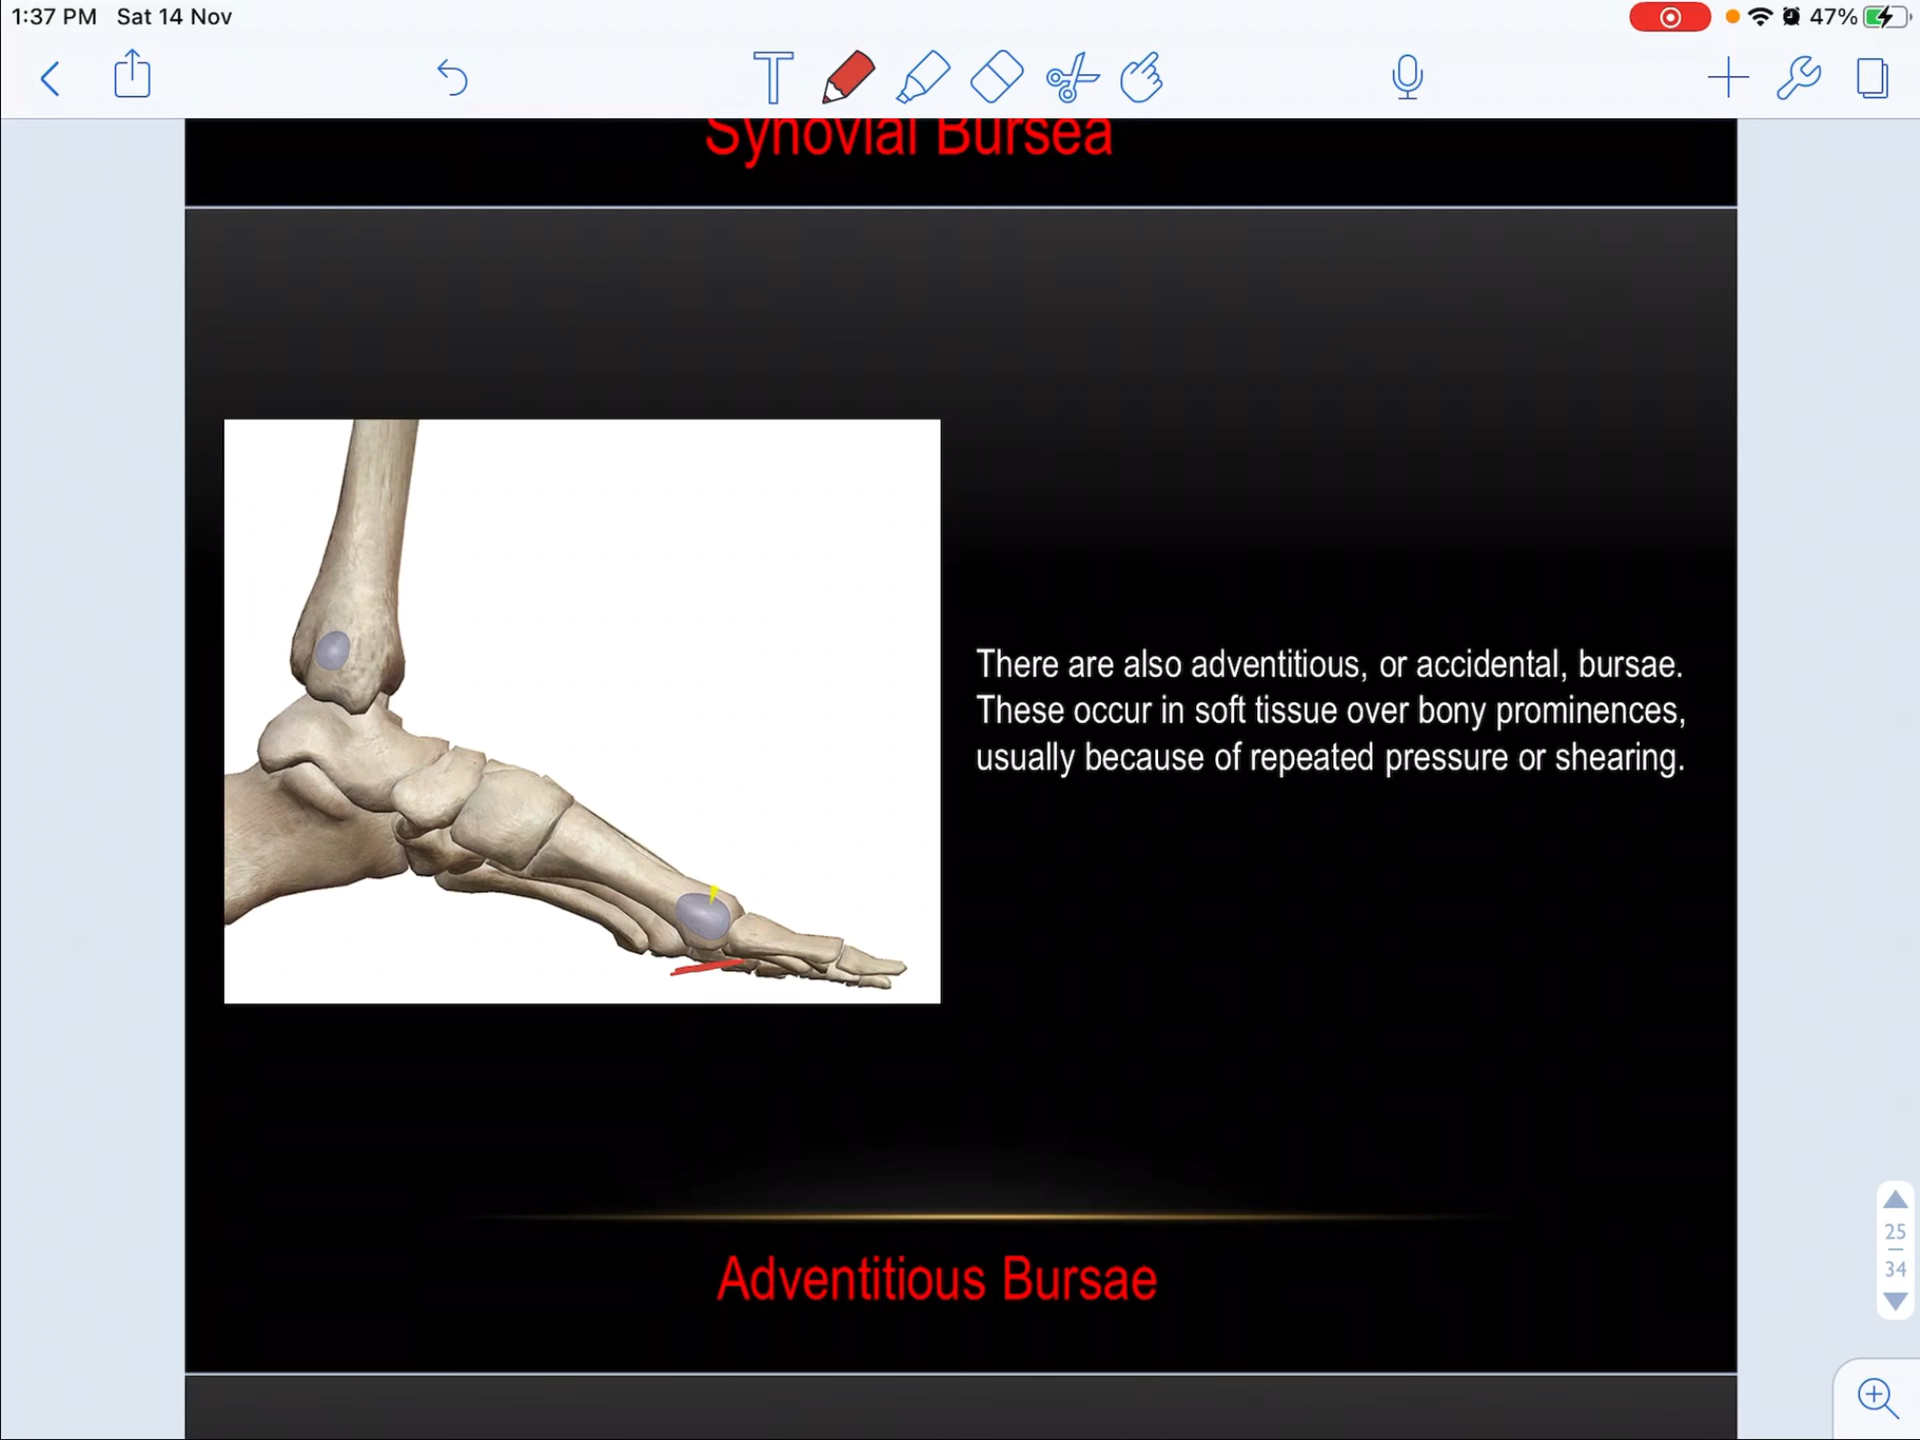 1:37 PM Sat 14 Nov
47%
T
Synovial Bursea
There are also adventitious, or accidental, bursae.
These occur in soft tissue over bony prominences,
usually because of repeated pressure or shearing.
Adventitious Bursae
25
34